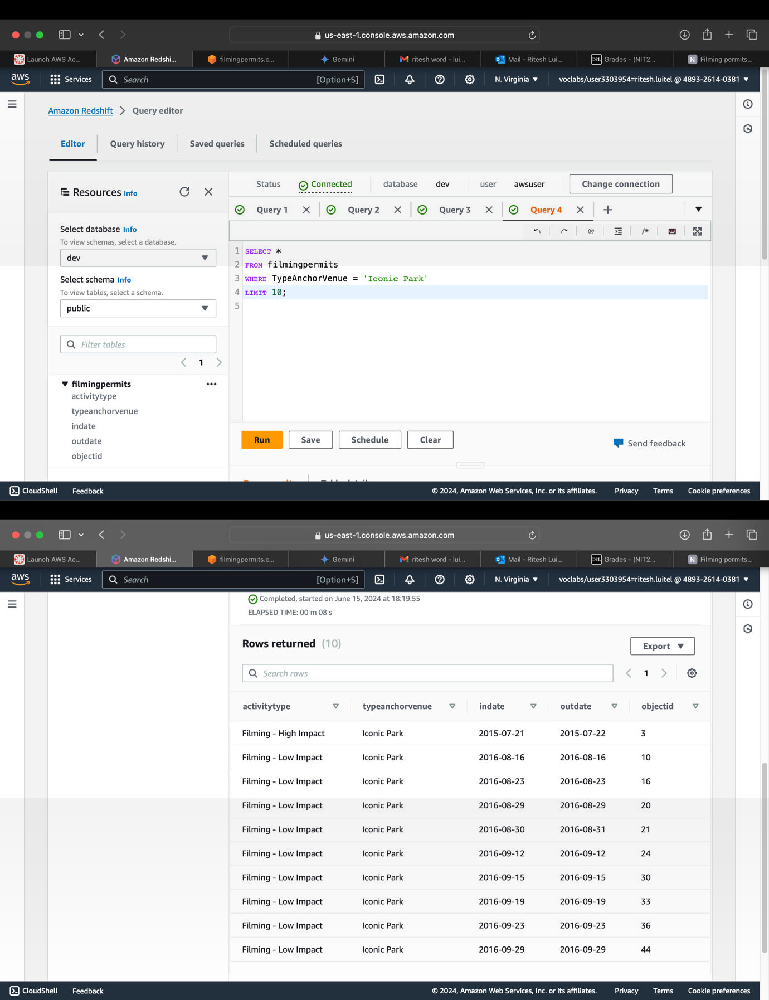 us-east-1.console.aws.amazon.com
Launch AWS Ac...
Amazon Redshi...
filmingpermits.c...
Gemini
ritesh word - lui...
Mail - Ritesh Lui...
D2L Grades - (NIT2...
N Filming permits...
aws
Services
Search
[Option+S]
N. Virginia
voclabs/user3303954=ritesh.luitel @ 4893-2614-0381
Amazon Redshift
Query editor
Editor
Query history
Saved queries
Scheduled queries
Resources Info
Status
Connected
database
dev
user
awsuser
Change connection
Query 1
Query 2
Query 3
Query 4
Select database Info
To view schemas, select a database.
dev
Select schema Info
To view tables, select a schema.
public
Filter tables
1
filmingpermits
activitytype
typeanchorvenue
indate
outdate
objectid
@
/*
1 SELECT *
2 FROM filmingpermits
3 WHERE TypeAnchorVenue = 'Iconic Park'
4 LIMIT 10;
5
Run
Save
Schedule
Clear
Send feedback
CloudShell
Feedback
© 2024, Amazon Web Services, Inc. or its affiliates.
Privacy
Terms
Cookie preferences
us-east-1.console.aws.amazon.com
Launch AWS Ac...
Amazon Redshi...
filmingpermits.c...
Gemini
ritesh word - lui...
Mail - Ritesh Lui...
D2L Grades - (NIT2...
N Filming permits...
aws
Services
Search
[Option+S]
N. Virginia
voclabs/user3303954=ritesh.luitel @ 4893-2614-0381
Completed, started on June 15, 2024 at 18:19:55
ELAPSED TIME: 00 m 08 s
Rows returned (10)
Export
Search rows
1
activitytype typeanchorvenue indate outdate objectid
Filming - High Impact Iconic Park 2015-07-21 2015-07-22 3
Filming - Low Impact Iconic Park 2016-08-16 2016-08-16 10
Filming - Low Impact Iconic Park 2016-08-23 2016-08-23 16
Filming - Low Impact Iconic Park 2016-08-29 2016-08-29 20
Filming - Low Impact Iconic Park 2016-08-30 2016-08-31 21
Filming - Low Impact Iconic Park 2016-09-12 2016-09-12 24
Filming - Low Impact Iconic Park 2016-09-15 2016-09-15 30
Filming - Low Impact Iconic Park 2016-09-19 2016-09-19 33
Filming - Low Impact Iconic Park 2016-09-23 2016-09-23 36
Filming - Low Impact Iconic Park 2016-09-29 2016-09-29 44
CloudShell
Feedback
© 2024, Amazon Web Services, Inc. or its affiliates.
Privacy
Terms
Cookie preferences